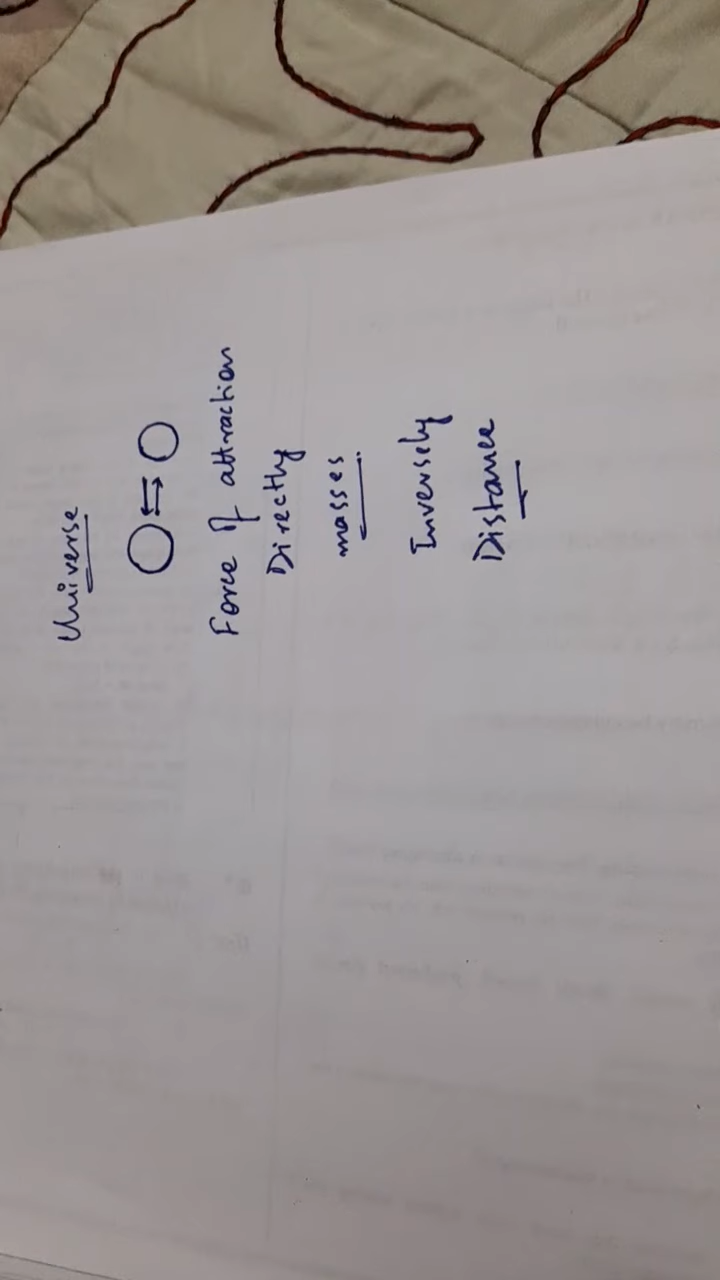 Universe
Force of attraction
Directly
masses
Inversely
Distance